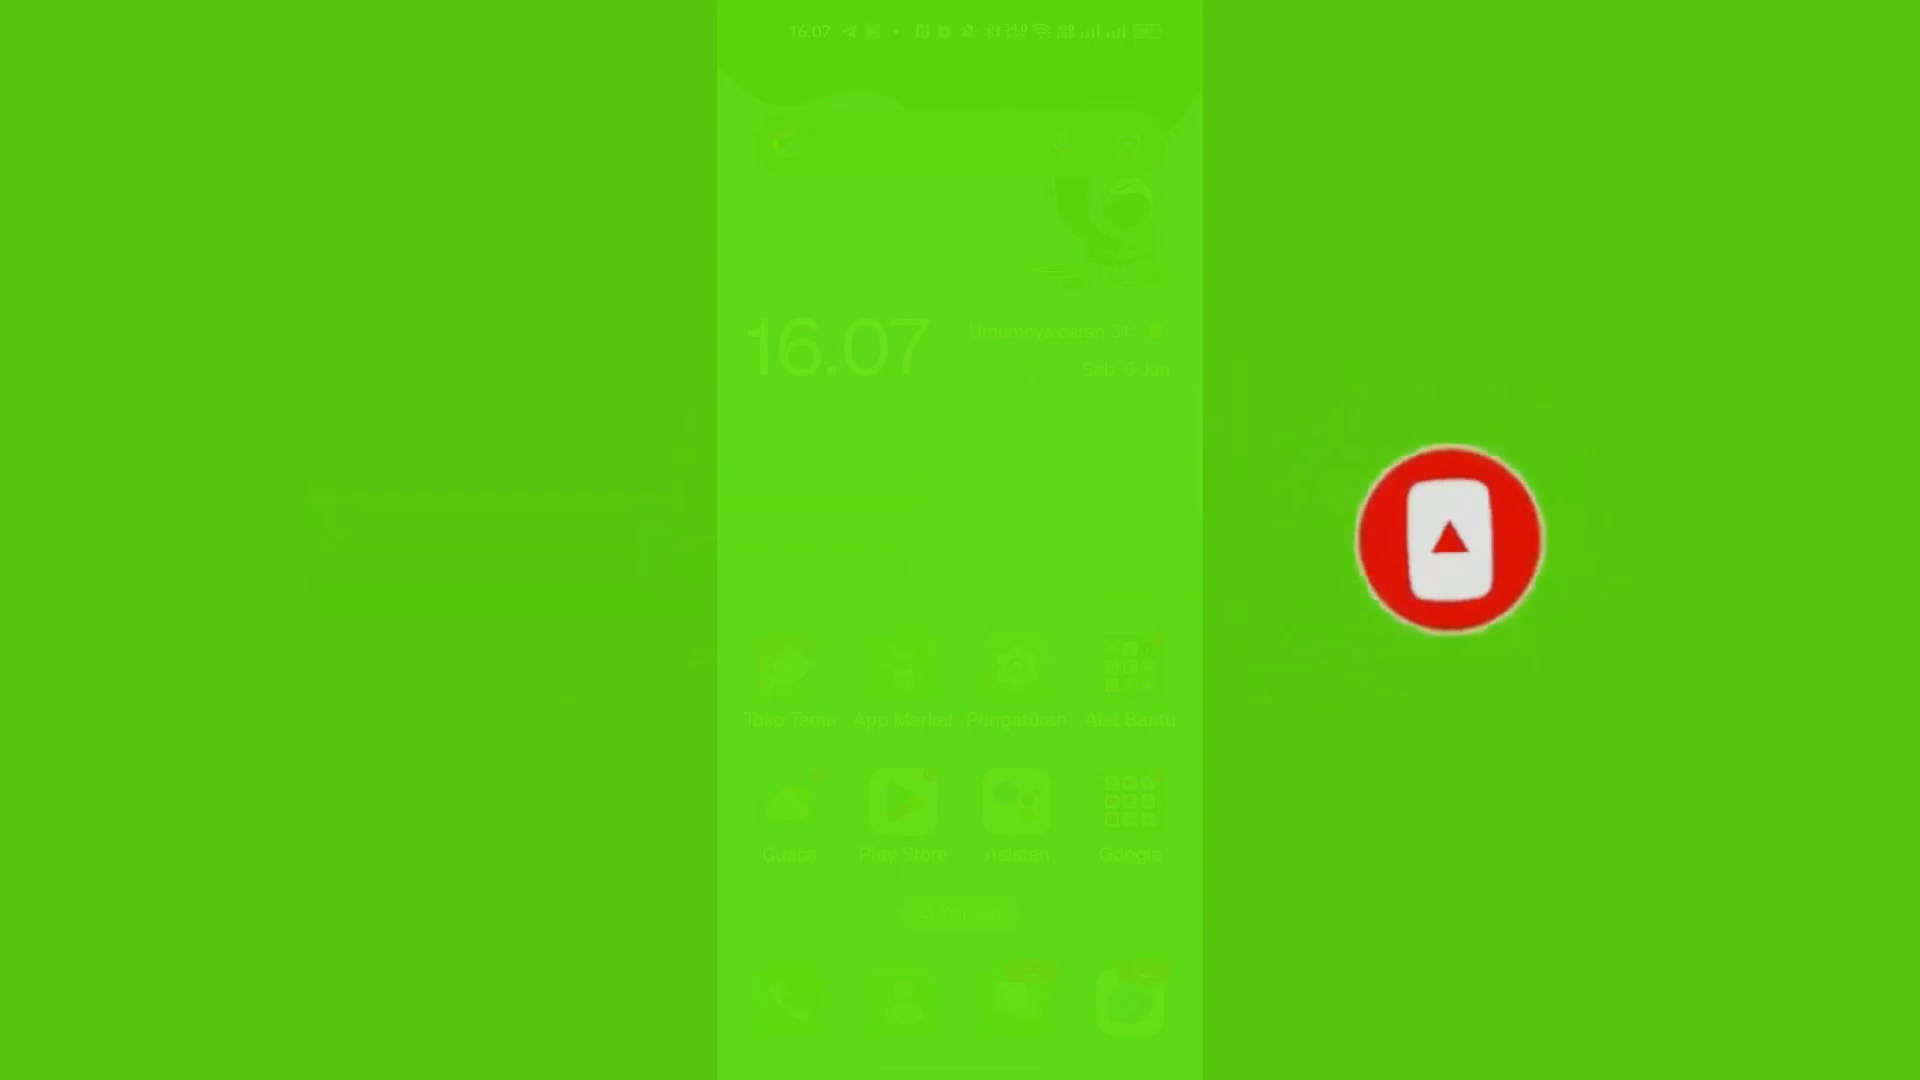 16.07
16.07
Umumnya cerah 31°
Sab, 6 Jan
Toko Tema App Market Pengaturan Alat Bantu
Cuaca Play Store Asisten Google
Telusuri